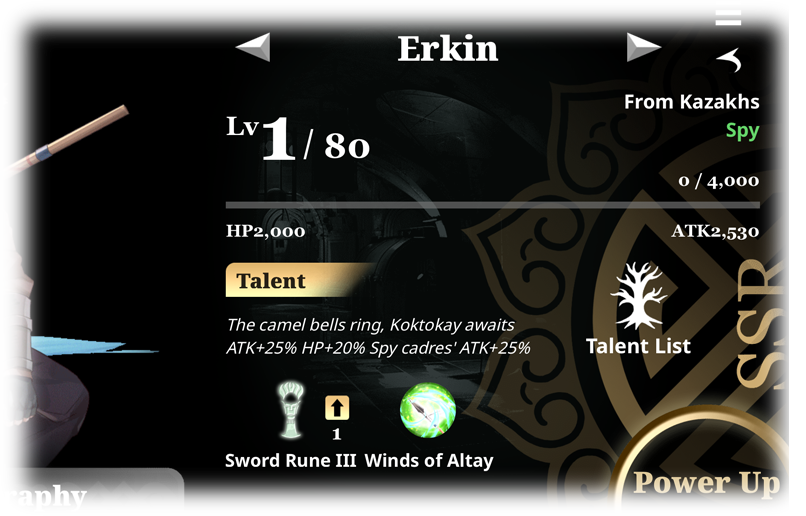 Erkin
From Kazakhs
Spy
Lv1 / 80
0 / 4,000
HP2,000
ATK2,530
Talent
The camel bells ring, Koktokay awaits
ATK+25% HP+20% Spy cadres' ATK+25%
Talent List
SSR
1
Sword Rune III
Winds of Altay
Power Up